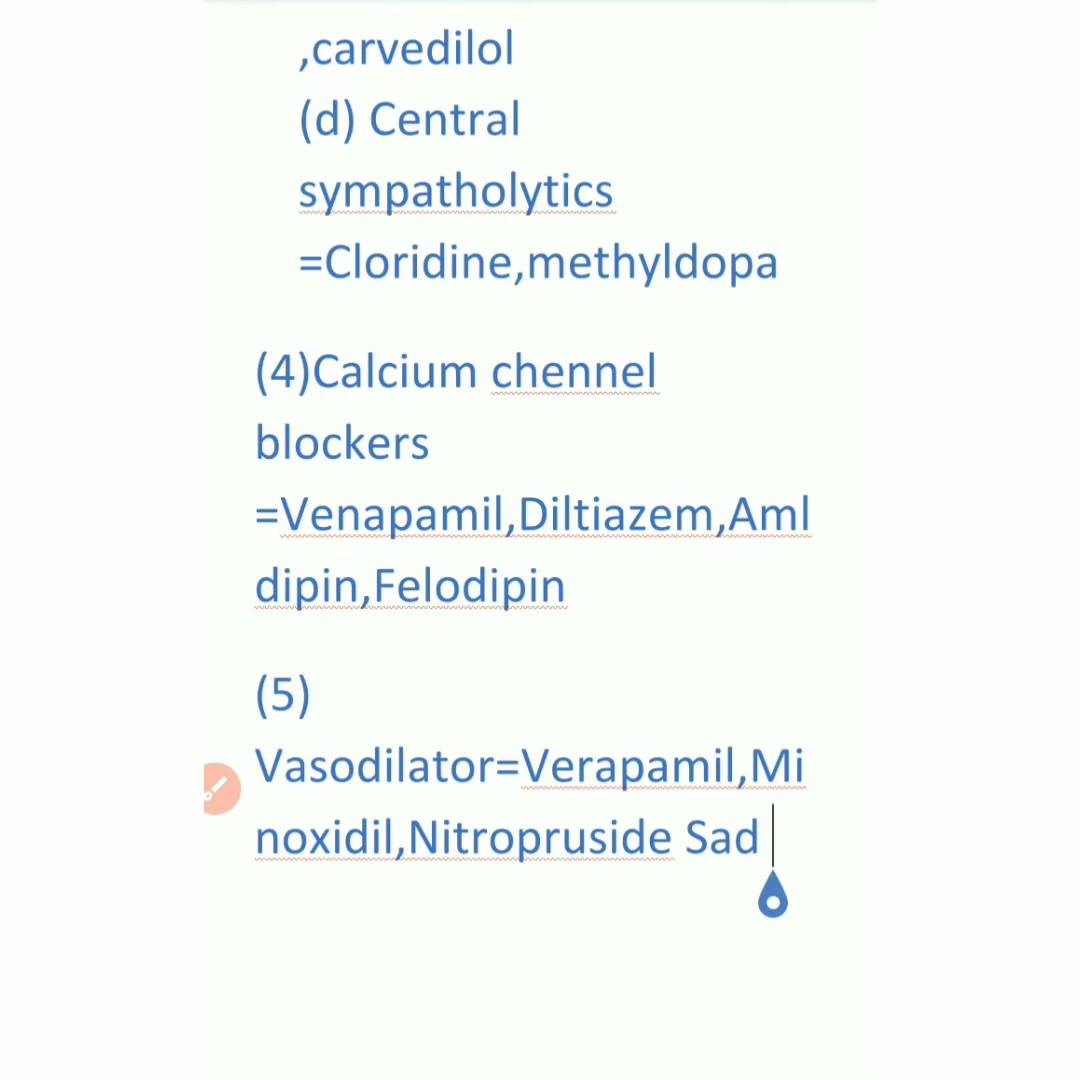 ,carvedilol
(d) Central
sympatholytics
=Cloridine,methyldopa
(4)Calcium chennel
blockers
=Venapamil,Diltiazem,Aml
dipin,Felodipin
(5)
Vasodilator=Verapamil,Mi
noxidil,Nitropruside Sad